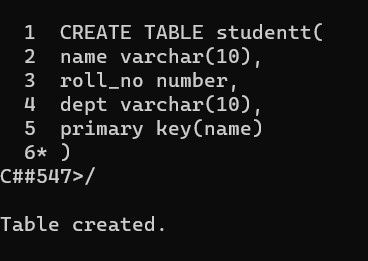 1  CREATE TABLE studentt(
2  name varchar(10),
3  roll_no number,
4  dept varchar(10),
5  primary key(name)
6* )
C##547>/
Table created.